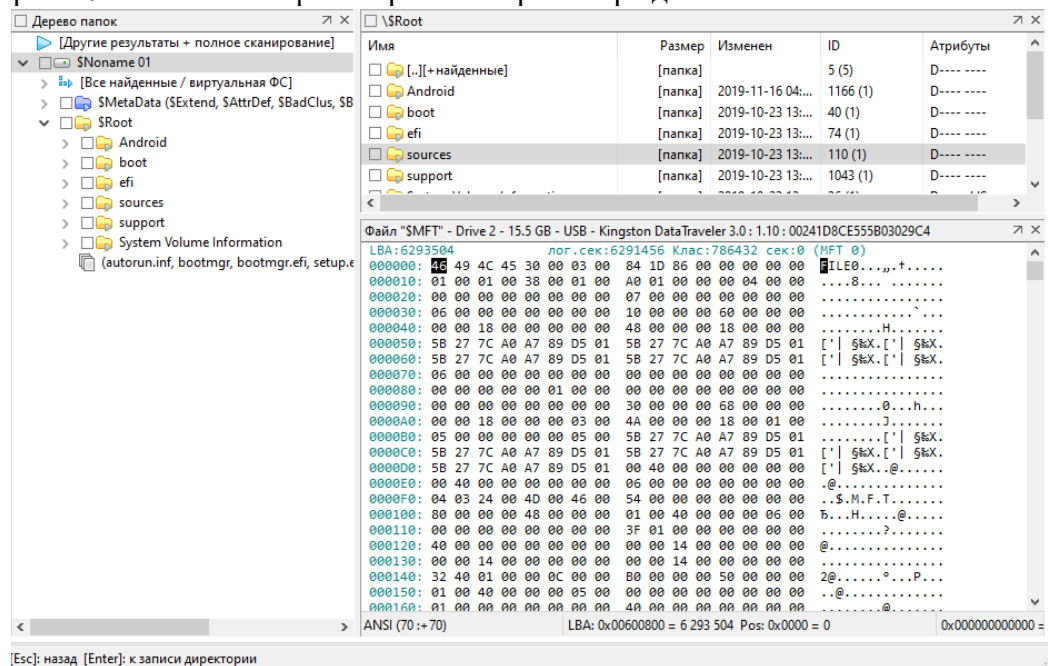 Дерево папок
[Другие результаты + полное сканирование]
$Noname 01
[Все найденные / виртуальная ФС]
$MetaData ($Extend, $AttrDef, $BadClus, $B
$Root
Android
boot
efi
sources
support
System Volume Information
(autorun.inf, bootmgr, bootmgr.efi, setup.e
\$Root
Имя Размер Изменен ID Атрибуты
[..][+найденные] [папка] 5 (5) D---- ----
Android [папка] 2019-11-16 04:... 1166 (1) D---- ----
boot [папка] 2019-10-23 13:... 40 (1) D---- ----
efi [папка] 2019-10-23 13:... 74 (1) D---- ----
sources [папка] 2019-10-23 13:... 110 (1) D---- ----
support [папка] 2019-10-23 13:... 1043 (1) D---- ----
Файл "$MFT" - Drive 2 - 15.5 GB - USB - Kingston DataTraveler 3.0 : 1.10 : 00241D8CE555B03029C4
LBA:6293504 лог.сек:6291456 Клас:786432 сек:0 (MFT 0)
000000: 46 49 4C 45 30 00 03 00 84 1D 86 00 00 00 00 00 FILE0...„.†.....
000010: 01 00 01 00 38 00 01 00 A0 01 00 00 00 04 00 00 ....8... .......
000020: 00 00 00 00 00 00 00 00 07 00 00 00 00 00 00 00 ................
000030: 06 00 00 00 00 00 00 00 10 00 00 00 60 00 00 00 ............`...
000040: 00 00 18 00 00 00 00 00 48 00 00 00 18 00 00 00 ........H.......
000050: 5B 27 7C A0 A7 89 D5 01 5B 27 7C A0 A7 89 D5 01 ['| §‰Х.['| §‰Х.
000060: 5B 27 7C A0 A7 89 D5 01 5B 27 7C A0 A7 89 D5 01 ['| §‰Х.['| §‰Х.
000070: 06 00 00 00 00 00 00 00 00 00 00 00 00 00 00 00 ................
000080: 00 00 00 00 00 01 00 00 00 00 00 00 00 00 00 00 ................
000090: 00 00 00 00 00 00 00 00 30 00 00 00 68 00 00 00 ........0...h...
0000A0: 00 00 18 00 00 00 03 00 4A 00 00 00 18 00 01 00 ........J.......
0000B0: 05 00 00 00 00 00 05 00 5B 27 7C A0 A7 89 D5 01 ........['| §‰Х.
0000C0: 5B 27 7C A0 A7 89 D5 01 5B 27 7C A0 A7 89 D5 01 ['| §‰Х.['| §‰Х.
0000D0: 5B 27 7C A0 A7 89 D5 01 00 40 00 00 00 00 00 00 ['| §‰Х..@......
0000E0: 00 40 00 00 00 00 00 00 06 00 00 00 00 00 00 00 .@..............
0000F0: 04 03 24 00 4D 00 46 00 54 00 00 00 00 00 00 00 ..$.M.F.T.......
000100: 80 00 00 00 48 00 00 00 01 00 40 00 00 00 06 00 Ђ...H.....@.....
000110: 00 00 00 00 00 00 00 00 3F 01 00 00 00 00 00 00 ........?.......
000120: 40 00 00 00 00 00 00 00 00 00 14 00 00 00 00 00 @...............
000130: 00 00 14 00 00 00 00 00 00 00 14 00 00 00 00 00 ................
000140: 32 40 01 00 00 0C 00 00 B0 00 00 00 50 00 00 00 2@......°...P...
000150: 01 00 40 00 00 00 05 00 00 00 00 00 00 00 00 00 ..@.............
000160: 01 00 00 00 00 00 00 00 40 00 00 00 00 00 00 00 ........@.......
ANSI (70 :+70) LBA: 0x00600800 = 6 293 504 Pos: 0x0000 = 0 0x000000000000 =
[Esc]: назад [Enter]: к записи директории